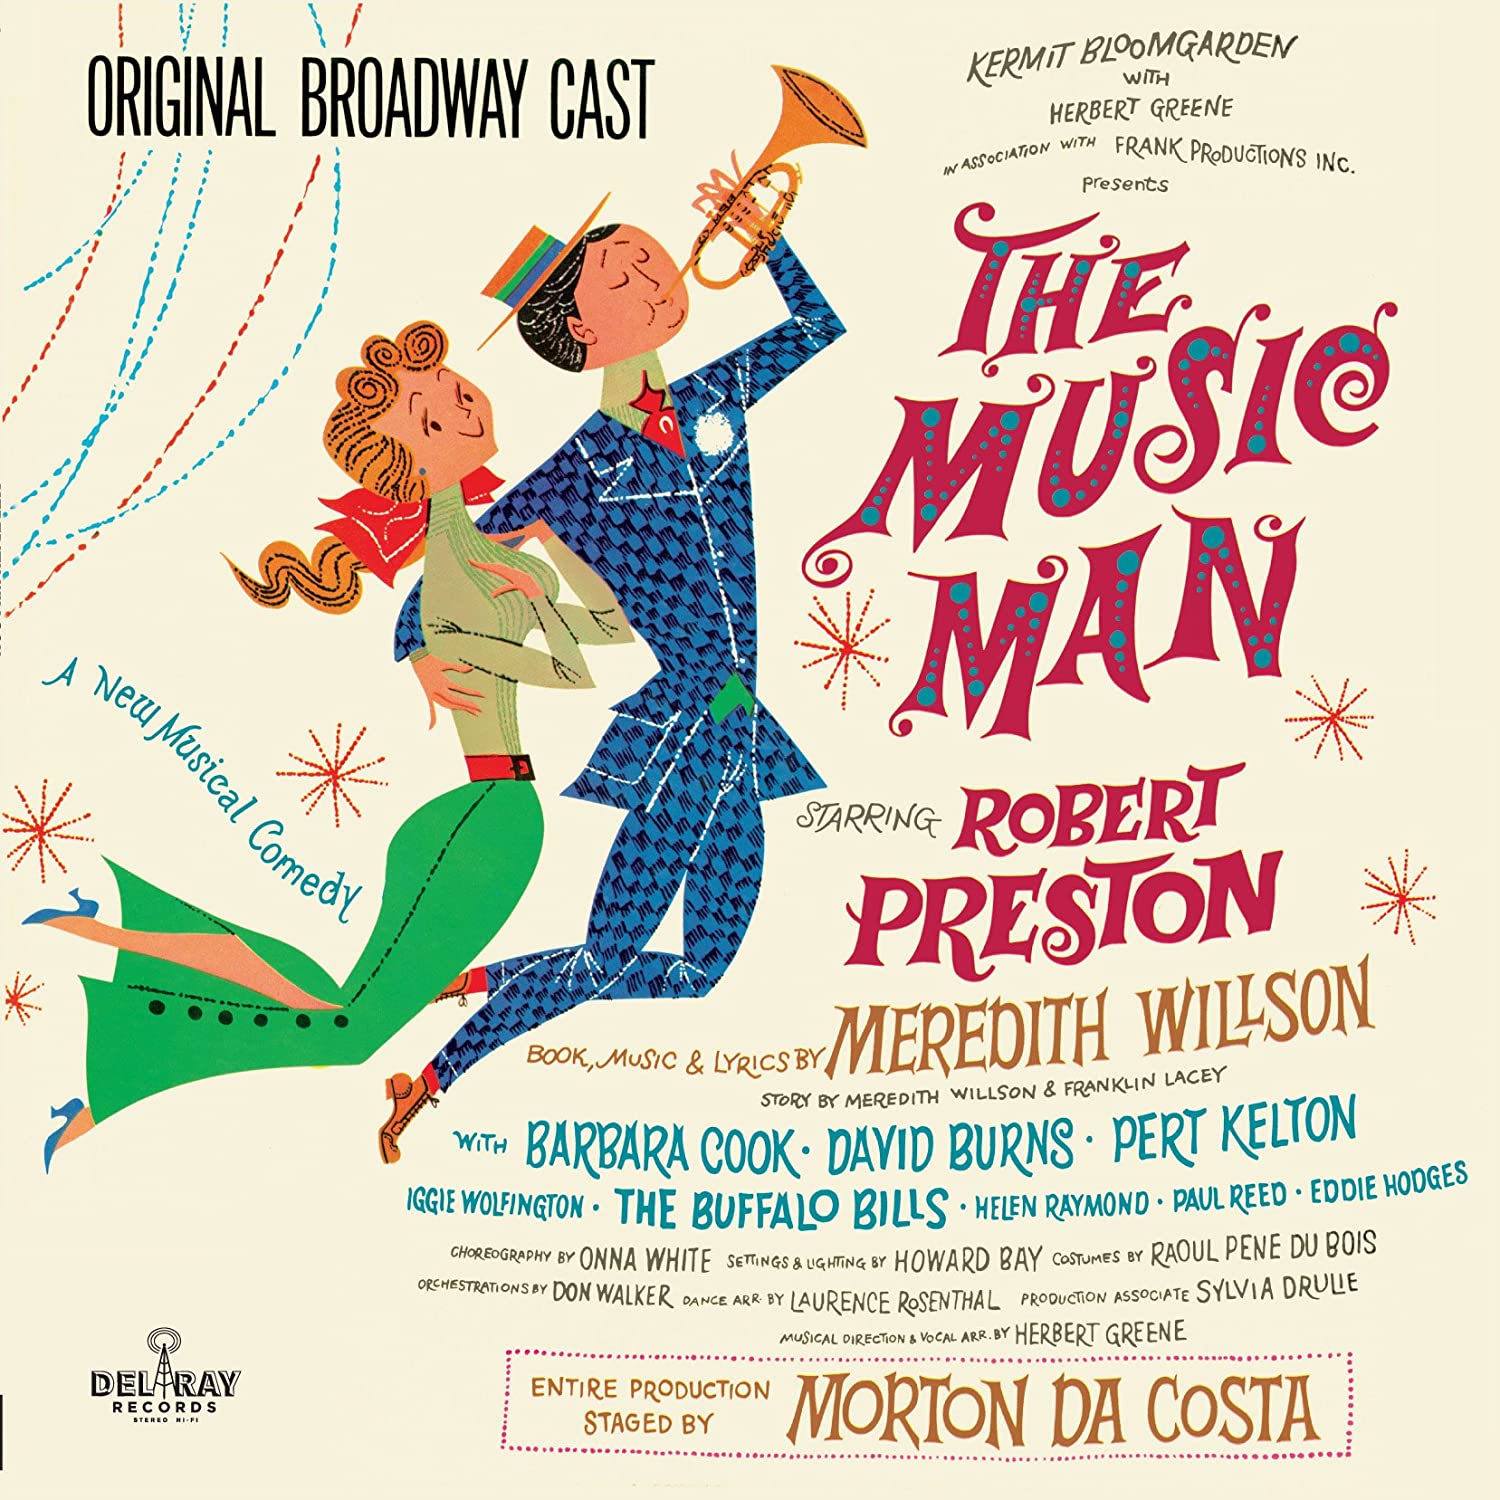 ORIGINAL BROADWAY CAST
KERMIT BLOOMGARDEN
WITH
HERBERT GREENE
IN ASSOCIATION WITH FRANK PRODUCTIONS INC.
presents
THE
MUSIC
MAN
A New Musical Comedy
STARRING ROBERT
PRESTON
BOOK, MUSIC & LYRICS BY MEREDITH WILLSON
STORY BY MEREDITH WILLSON & FRANKLIN LACEY
WITH BARBARA COOK · DAVID BURNS · PERT KELTON
IGGIE WOLFINGTON · THE BUFFALO BILLS · HELEN RAYMOND · PAUL REED · EDDIE HODGES
CHOREOGRAPHY BY ONNA WHITE SETTINGS & LIGHTING BY HOWARD BAY COSTUMES BY RAOUL PENE DU BOIS
ORCHESTRATIONS BY DON WALKER DANCE ARR. BY LAURENCE ROSENTHAL PRODUCTION ASSOCIATE SYLVIA DRULIE
MUSICAL DIRECTION & VOCAL ARR. BY HERBERT GREENE
ENTIRE PRODUCTION
STAGED BY MORTON DA COSTA
DEL RAY
RECORDS
STEREO HI-FI